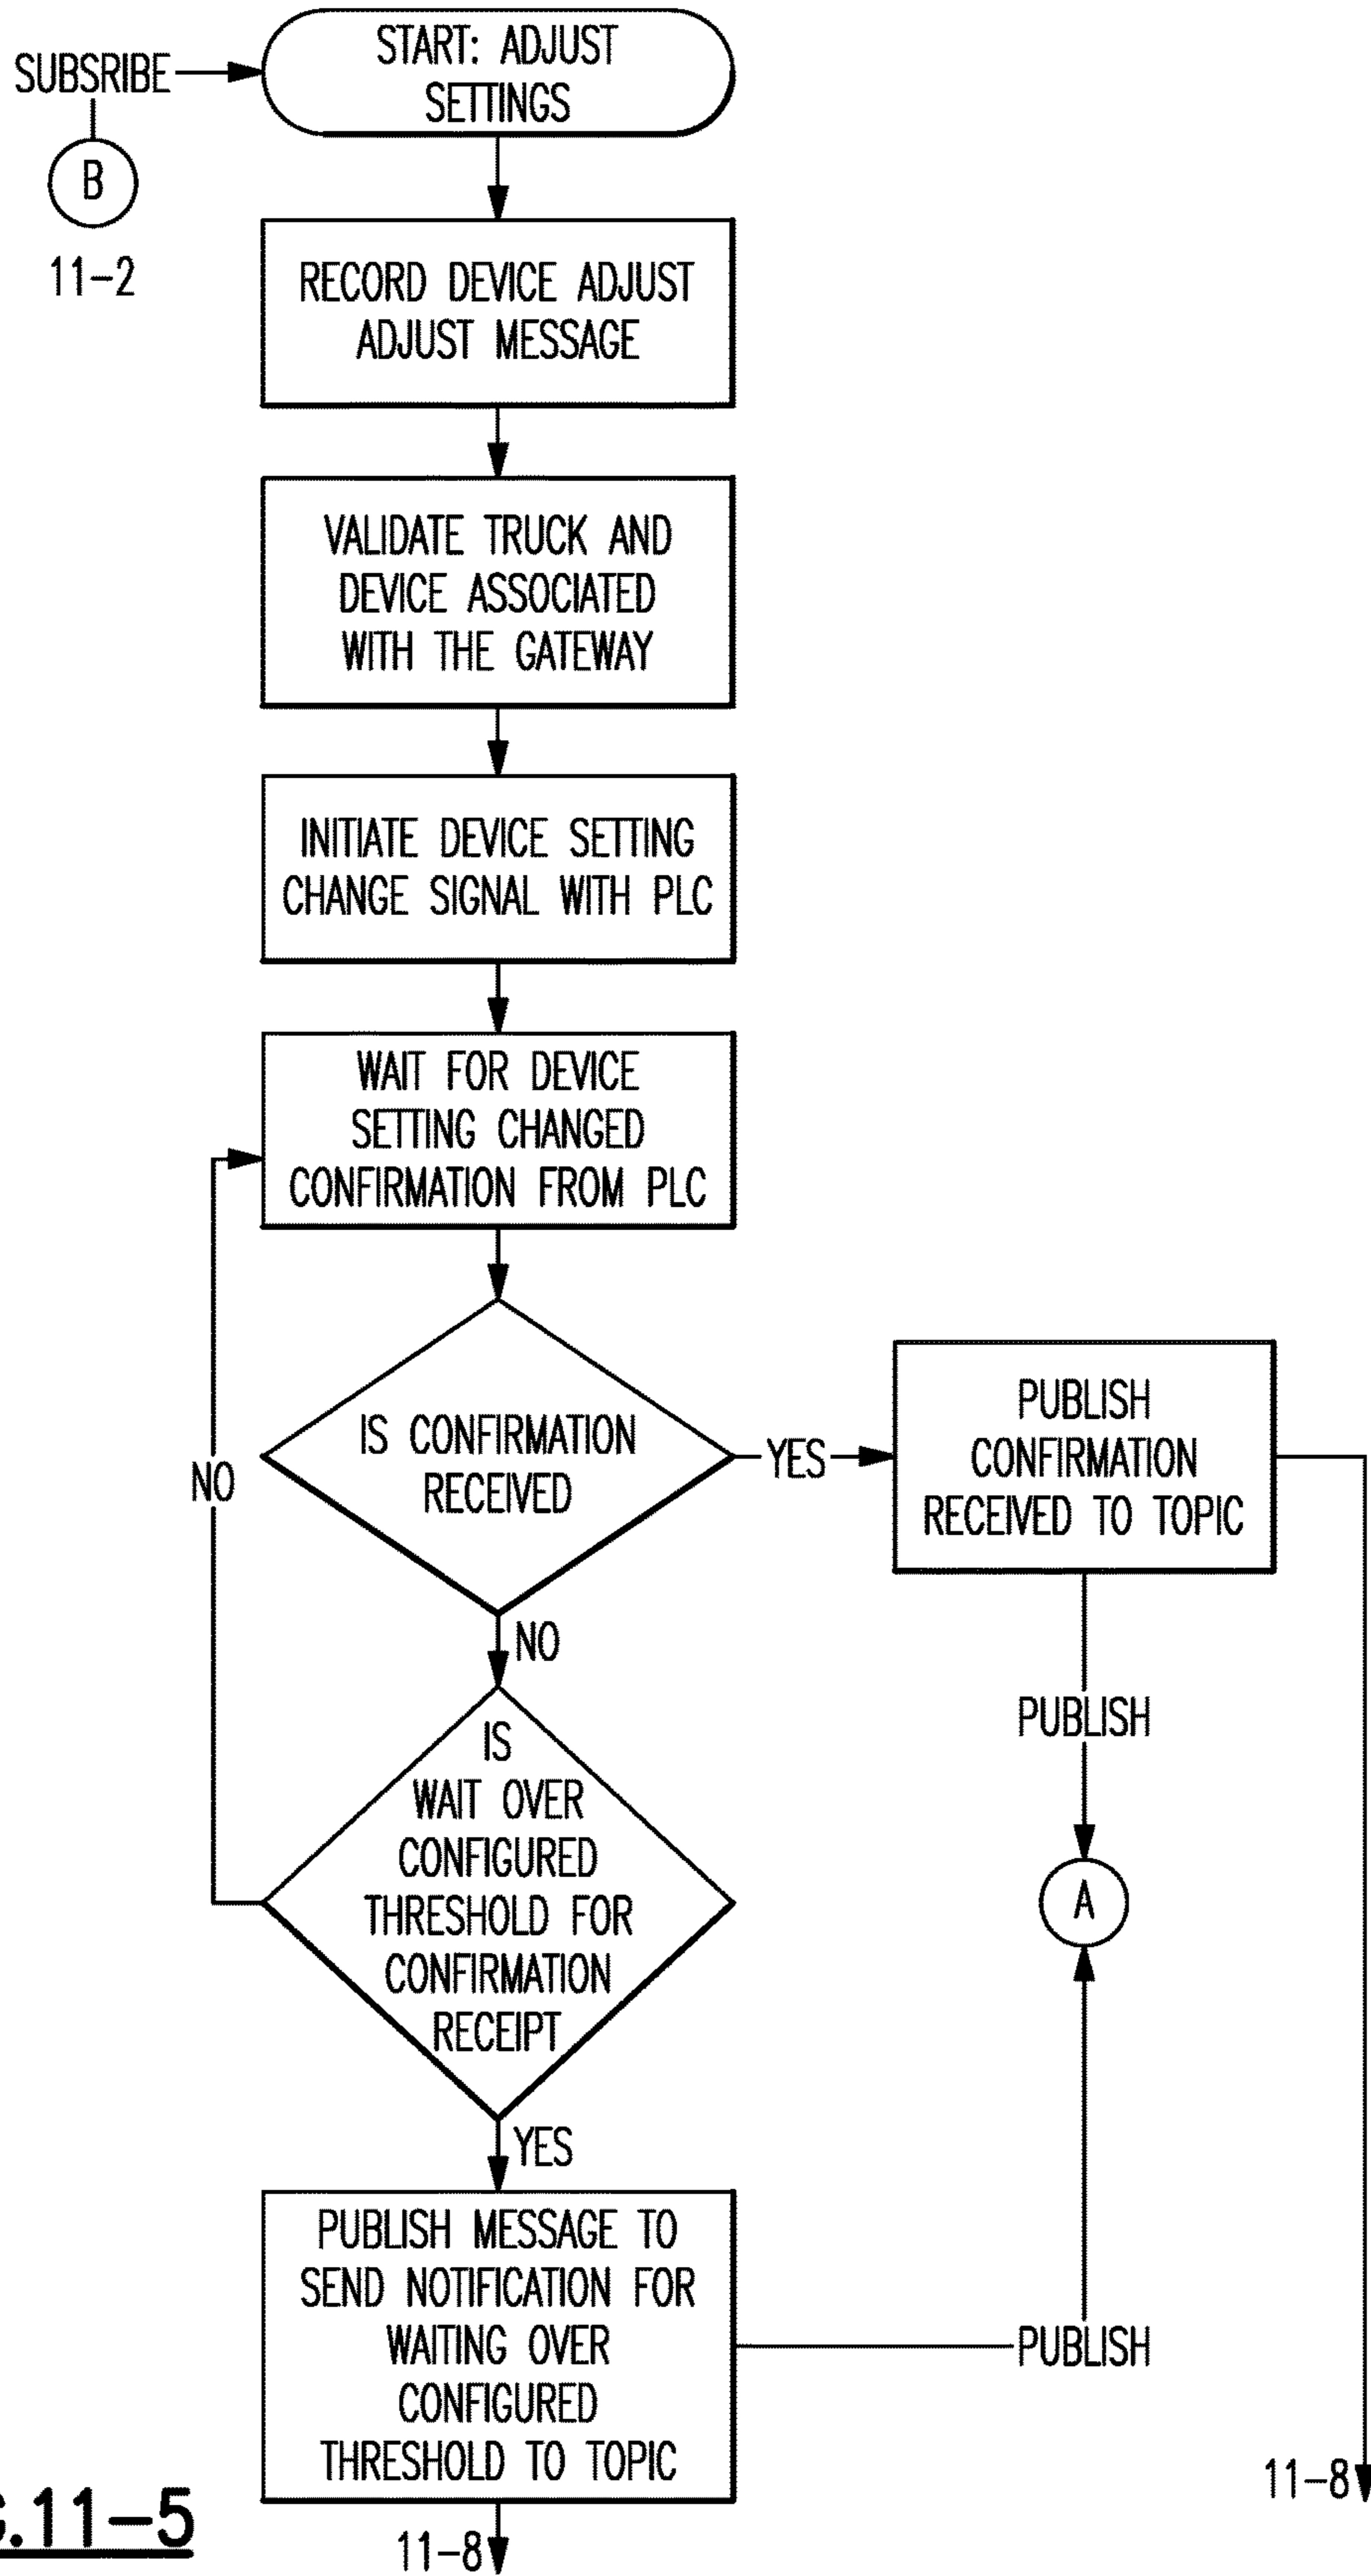 START: ADJUST
SETTINGS
SUBSRIBE
B
11-2
RECORD DEVICE ADJUST
ADJUST MESSAGE
VALIDATE TRUCK AND
DEVICE ASSOCIATED
WITH THE GATEWAY
INITIATE DEVICE SETTING
CHANGE SIGNAL WITH PLC
WAIT FOR DEVICE
SETTING CHANGED
CONFIRMATION FROM PLC
IS CONFIRMATION
RECEIVED
YES
PUBLISH
CONFIRMATION
RECEIVED TO TOPIC
NO
NO
PUBLISH
IS
WAIT OVER
CONFIGURED
THRESHOLD FOR
CONFIRMATION
RECEIPT
A
YES
PUBLISH MESSAGE TO
SEND NOTIFICATION FOR
WAITING OVER
CONFIGURED
THRESHOLD TO TOPIC
PUBLISH
11-8
11-8
G.11-5